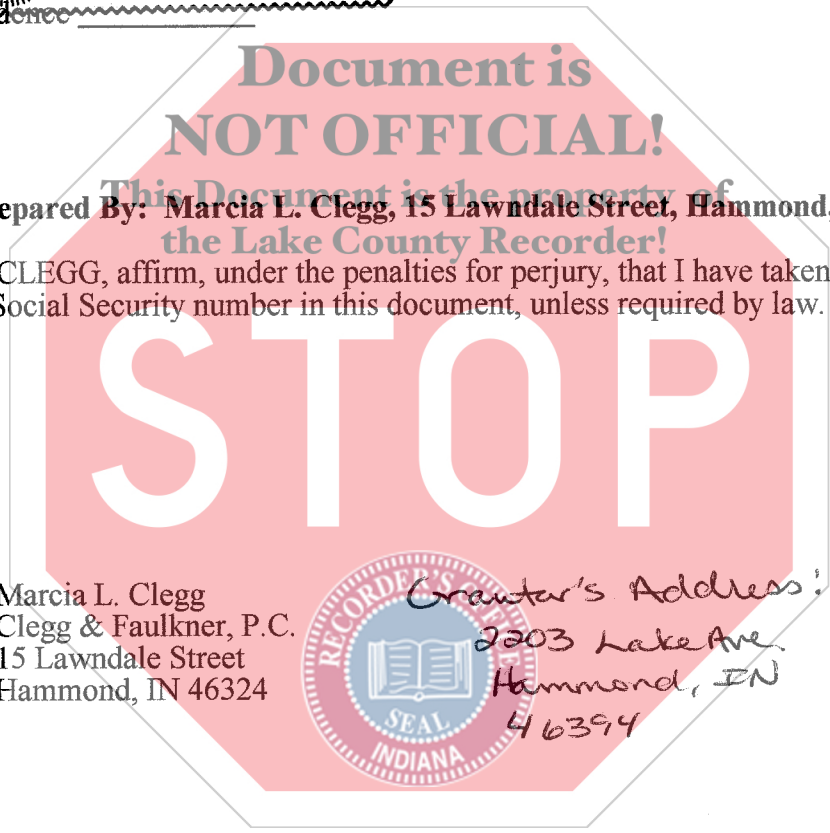 dence
Document is
NOT OFFICIAL!
This Document is the property of
the Lake County Recorder!
epared By: Marcia L. Clegg, 15 Lawndale Street, Hammond,
CLEGG, affirm, under the penalties for perjury, that I have taken
Social Security number in this document, unless required by law.
STOP
Marcia L. Clegg
Clegg & Faulkner, P.C.
15 Lawndale Street
Hammond, IN 46324
Grantor's Address:
2203 Lake Ave.
Hammond, IN
46394
RECORDER'S
SEAL
INDIANA